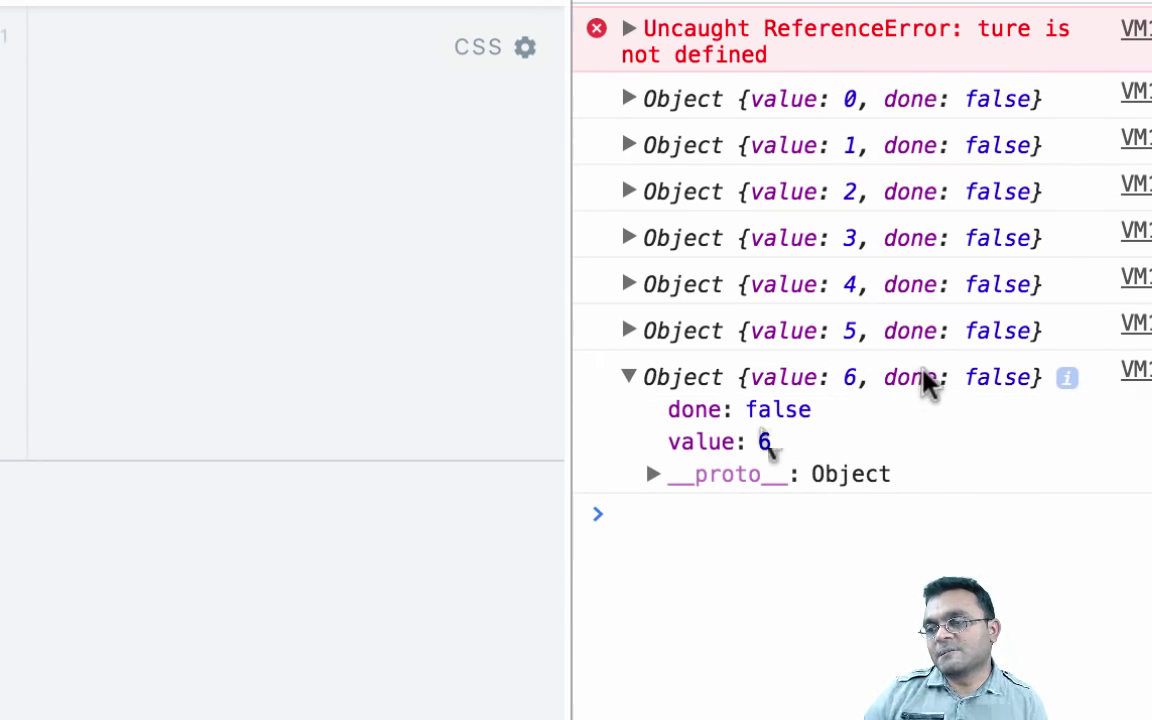 1
CSS
Uncaught ReferenceError: ture is
not defined
VM1
Object {value: 0, done: false}
VM1
Object {value: 1, done: false}
VM1
Object {value: 2, done: false}
VM1
Object {value: 3, done: false}
VM1
Object {value: 4, done: false}
VM1
Object {value: 5, done: false}
VM1
Object {value: 6, done: false} i
VM1
done: false
value: 6
__proto__: Object